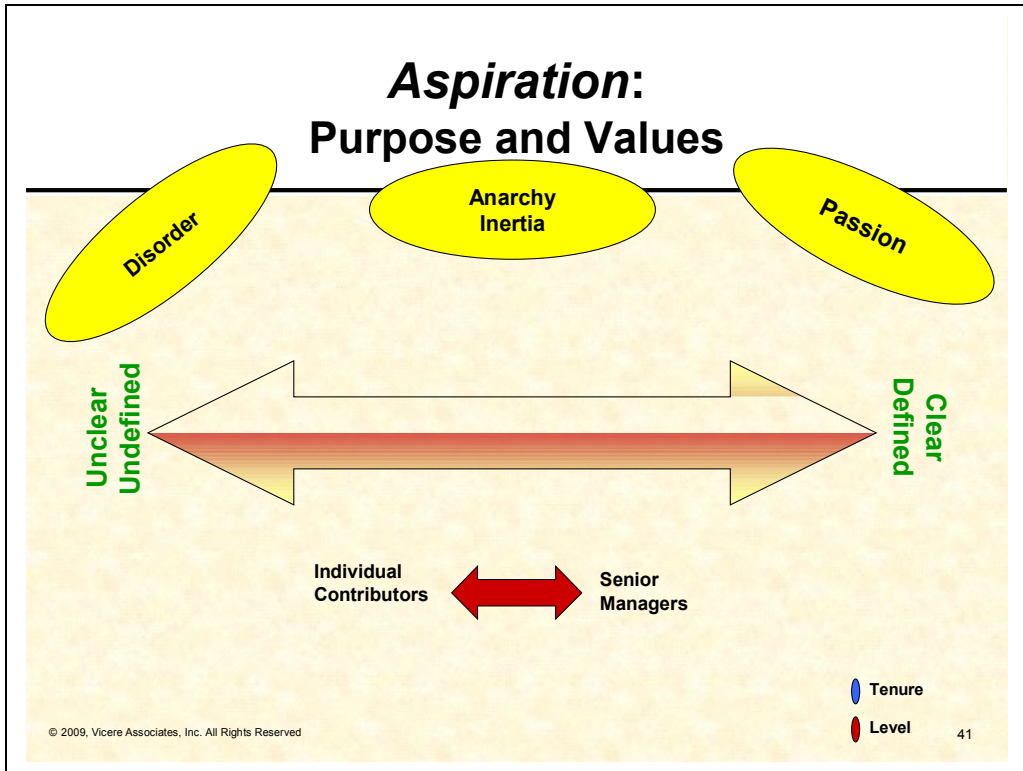 Aspiration:
Purpose and Values
Disorder
Anarchy
Inertia
Passion
Unclear
Undefined
Clear
Defined
Individual
Contributors
Senior
Managers
Tenure
Level
© 2009, Vicere Associates, Inc. All Rights Reserved
41